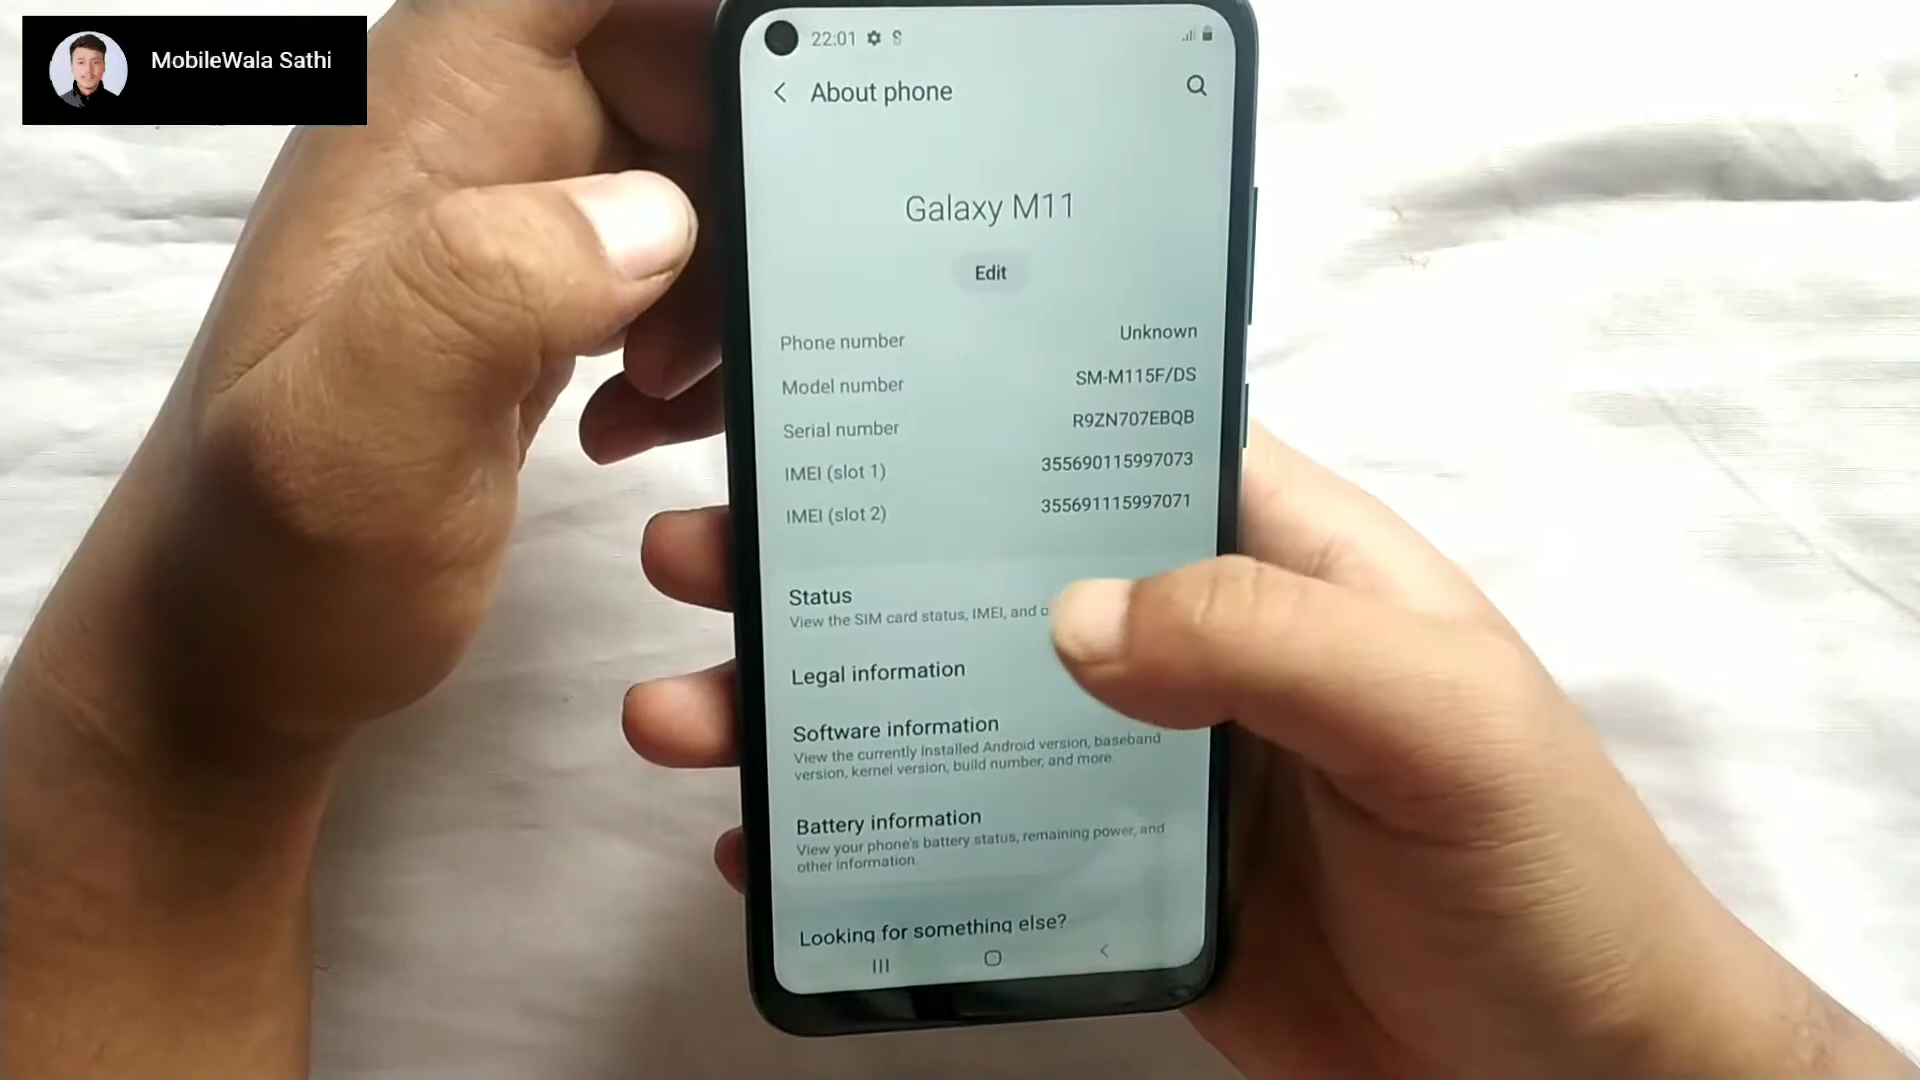 MobileWala Sathi
22:01
About phone
Galaxy M11
Edit
Phone number Unknown
Model number SM-M115F/DS
Serial number R9ZN707EBQB
IMEI (slot 1) 355690115997073
IMEI (slot 2) 355691115997071
Status
View the SIM card status, IMEI, and o
Legal information
Software information
View the currently installed Android version, baseband
version, kernel version, build number, and more.
Battery information
View your phone's battery status, remaining power, and
other information.
Looking for something else?